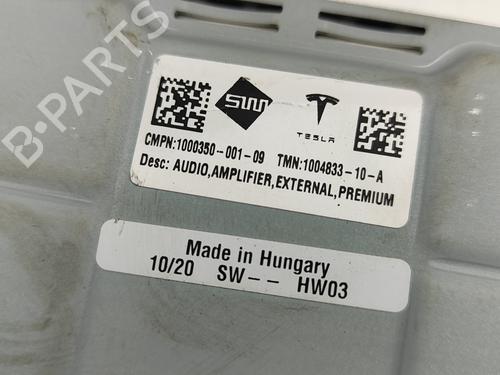 SWM
TESLA
CMPN:1000350-001-09 TMN:1004833-10-A
Desc: AUDIO,AMPLIFIER,EXTERNAL,PREMIUM
Made in Hungary
10/20 SW-- HW03
B-PARTS